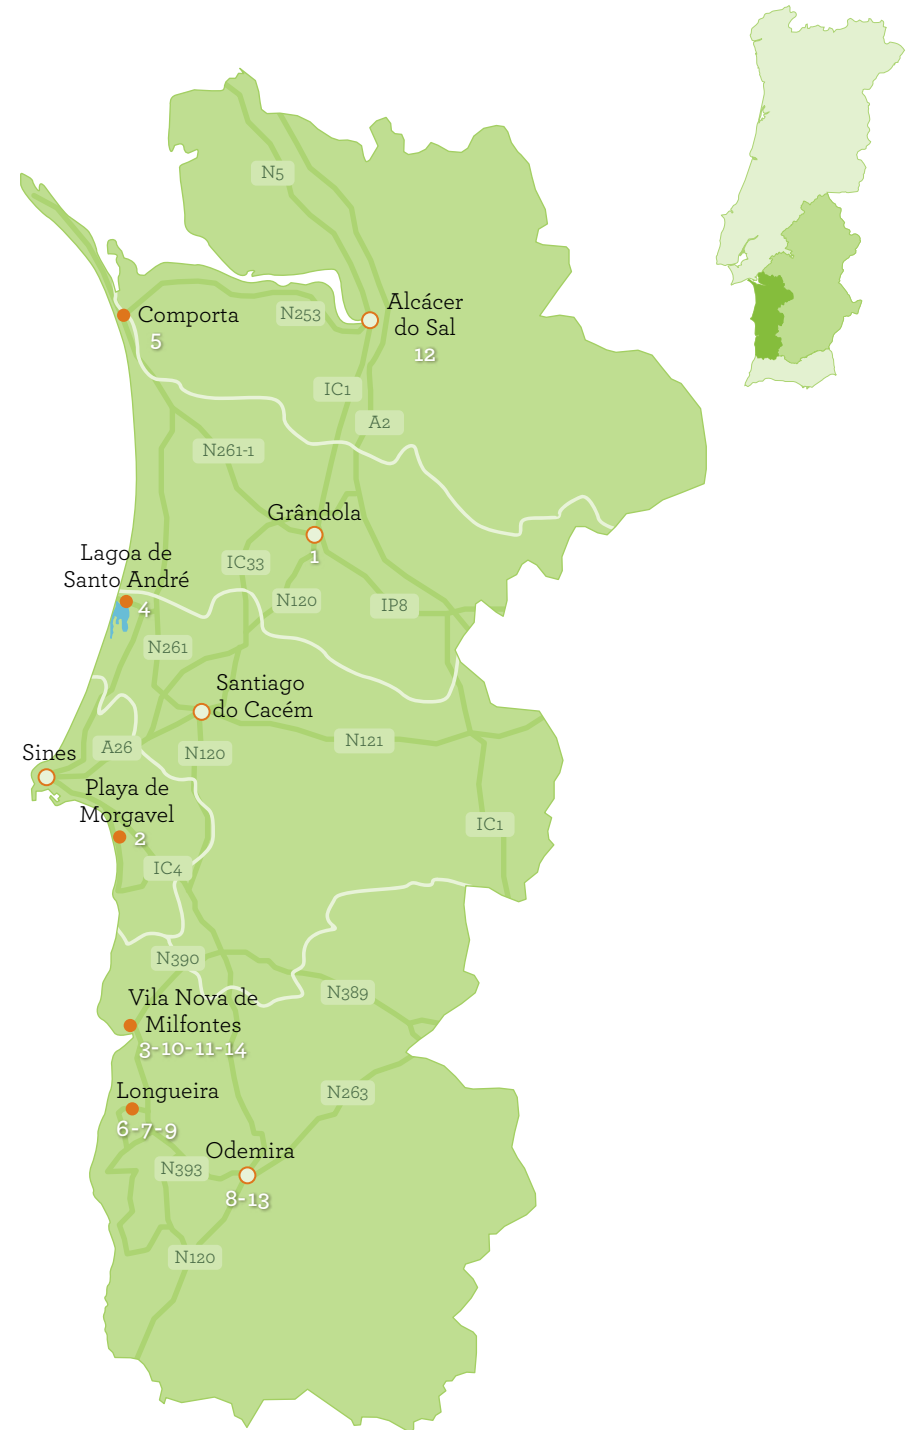 N5
Comporta
5
N253
Alcácer
do Sal
12
IC1
A2
N261-1
Grândola
1
Lagoa de
Santo André
4
IC33
N120
IP8
N261
Santiago
do Cacém
Sines
A26
N120
N121
Playa de
Morgavel
2
IC4
IC1
N390
N389
Vila Nova de
Milfontes
3-10-11-14
Longueira
6-7-9
N263
Odemira
8-13
N393
N120